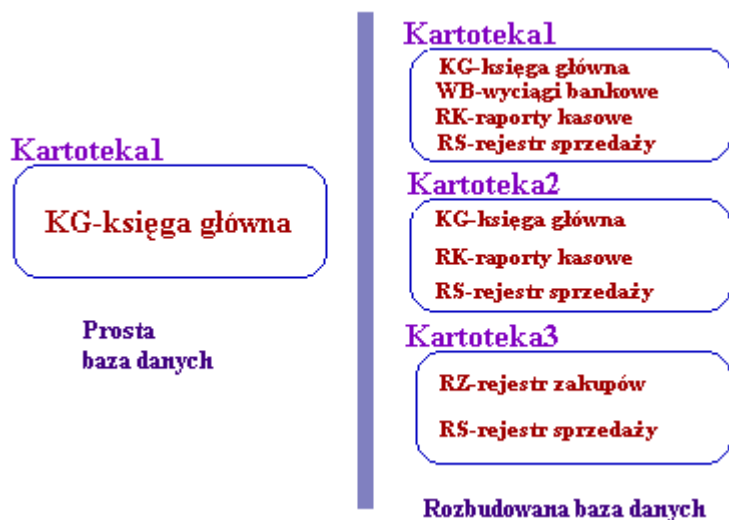 Kartoteka1
KG-księga główna
Prosta
baza danych
Kartoteka1
KG-księga główna
WB-wyciągi bankowe
RK-raporty kasowe
RS-rejestr sprzedaży
Kartoteka2
KG-księga główna
RK-raporty kasowe
RS-rejestr sprzedaży
Kartoteka3
RZ-rejestr zakupów
RS-rejestr sprzedaży
Rozbudowana baza danych